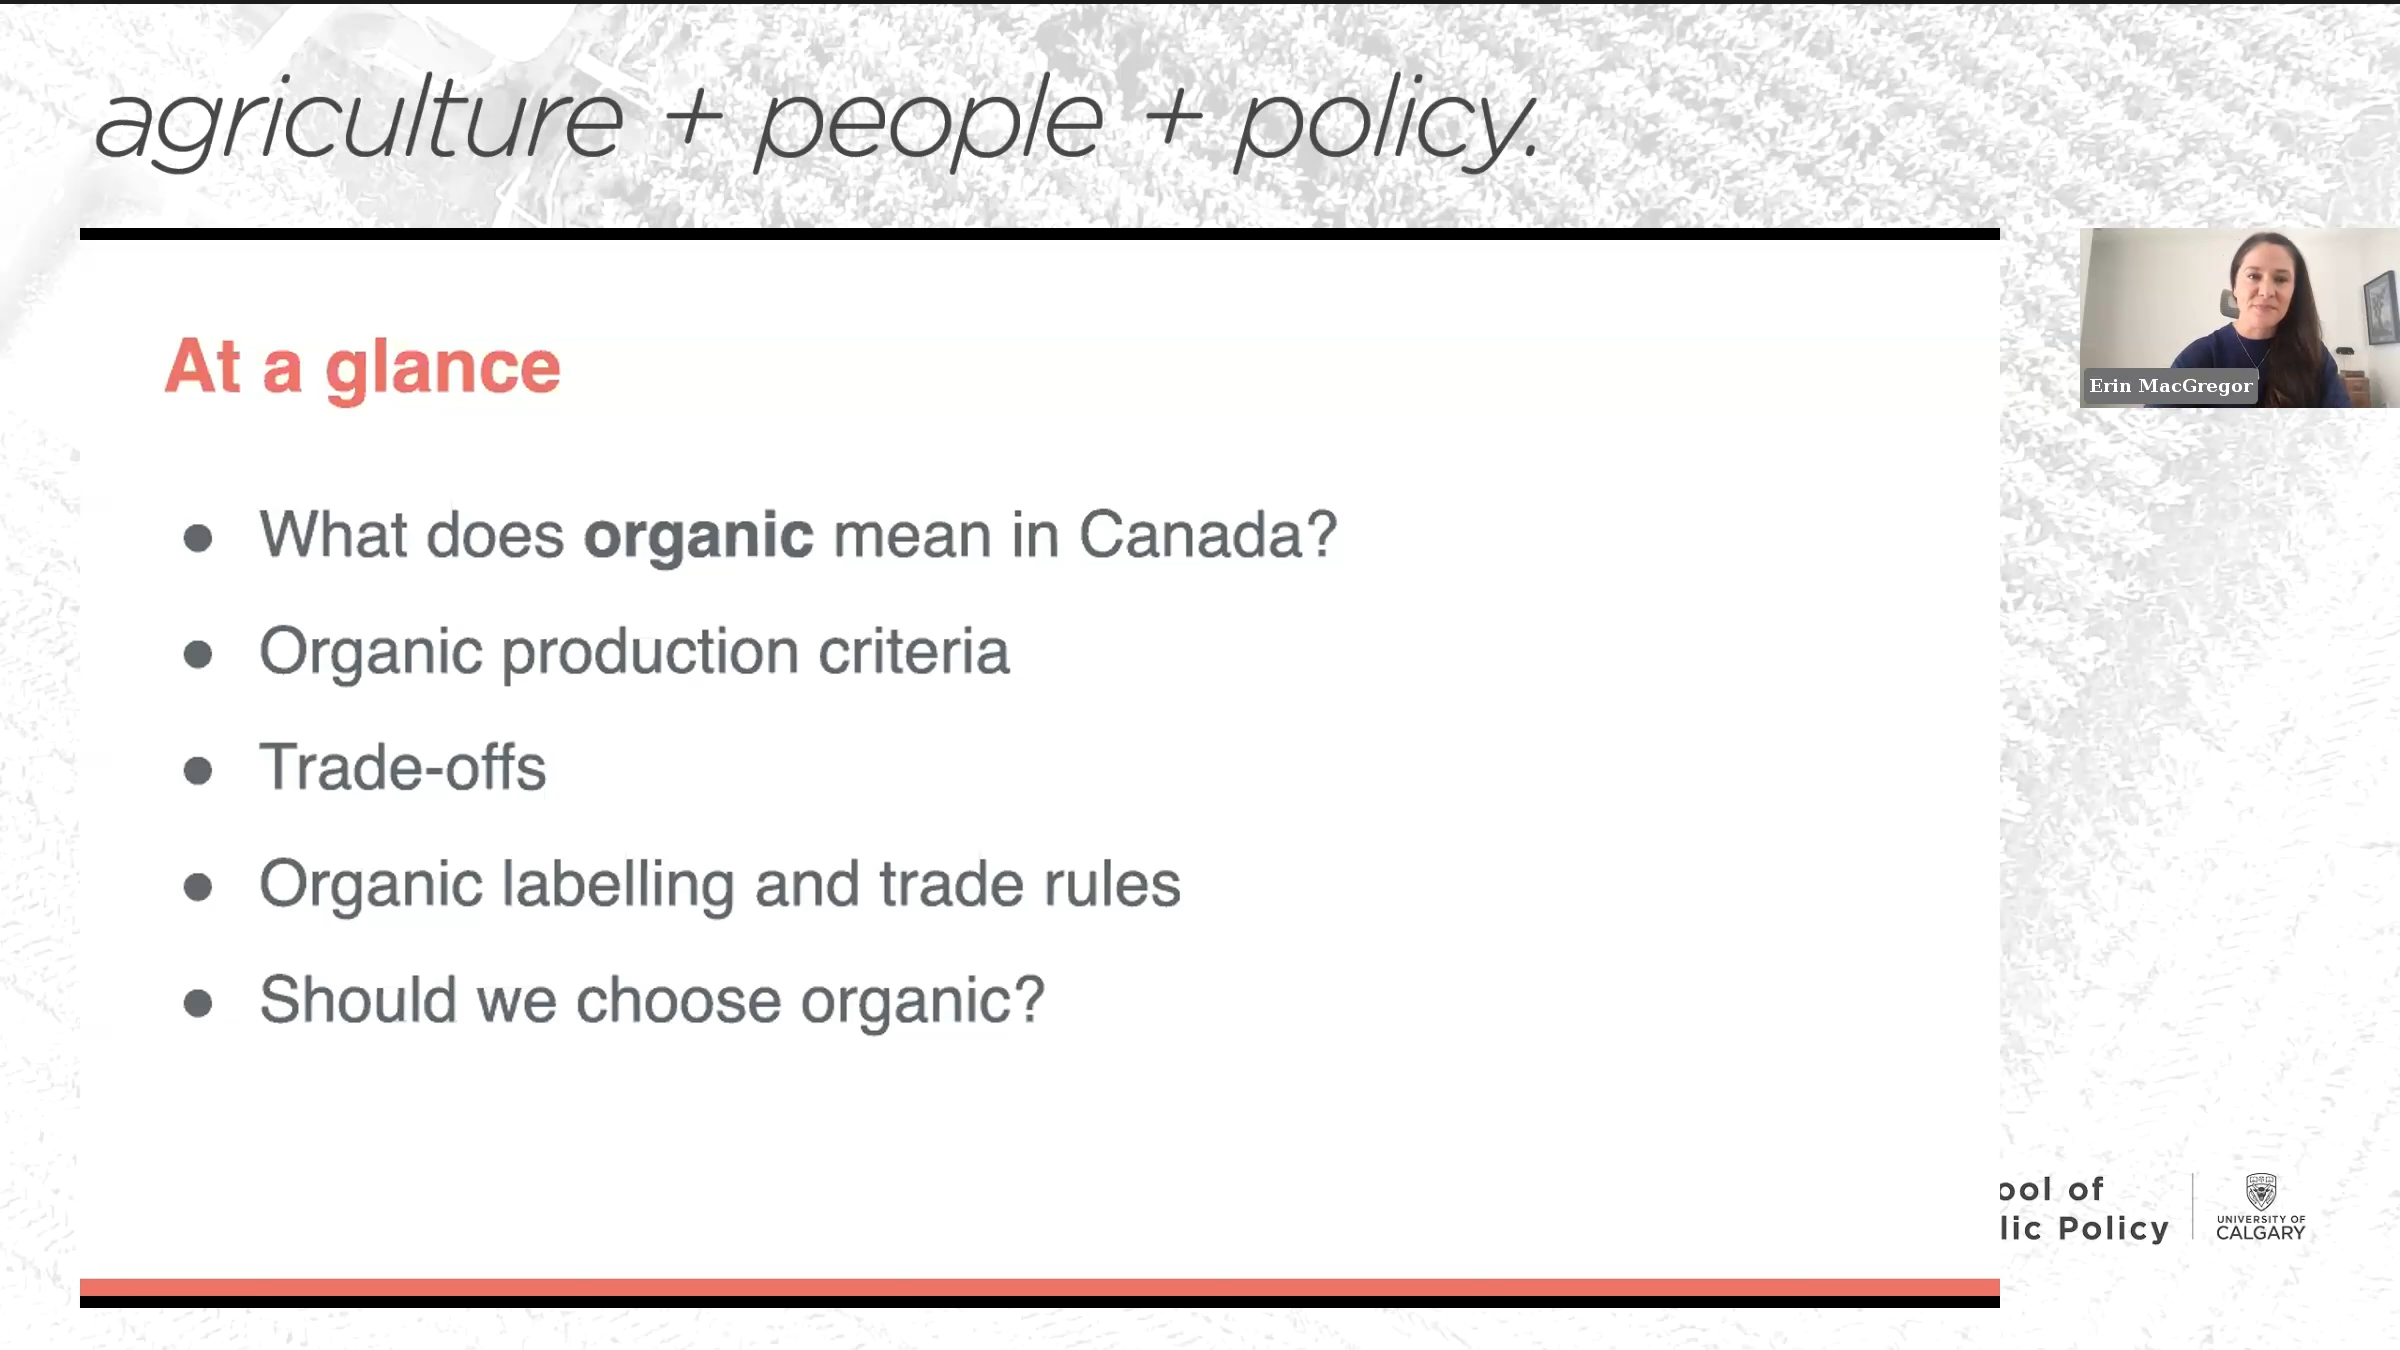 agriculture + people + policy.
At a glance
Erin MacGregor
● What does organic mean in Canada?
● Organic production criteria
● Trade-offs
● Organic labelling and trade rules
● Should we choose organic?
ool of
lic Policy
UNIVERSITY OF
CALGARY